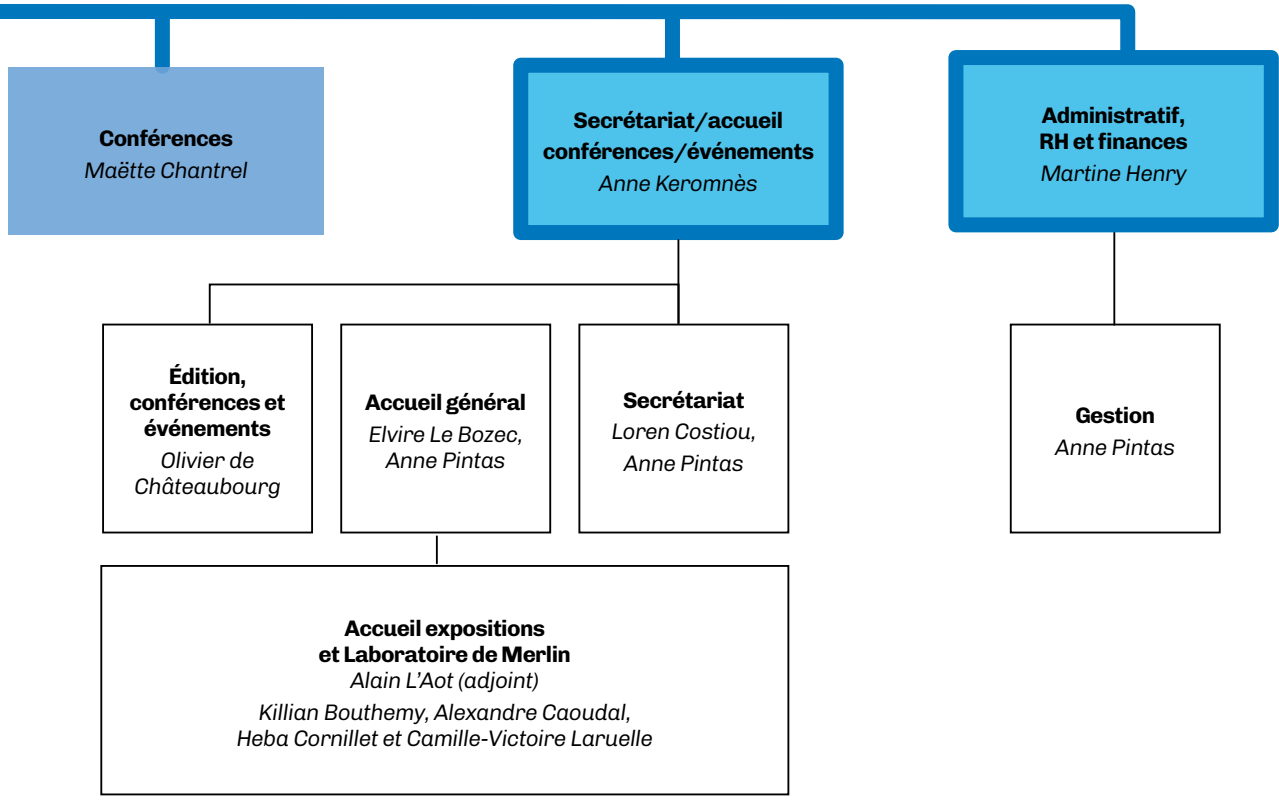 Conférences
Maëtte Chantrel
Secrétariat/accueil
conférences/événements
Anne Keromnès
Administratif,
RH et finances
Martine Henry
Édition,
conférences et
événements
Olivier de
Châteaubourg
Accueil général
Elvire Le Bozec,
Anne Pintas
Secrétariat
Loren Costiou,
Anne Pintas
Gestion
Anne Pintas
Accueil expositions
et Laboratoire de Merlin
Alain L’Aot (adjoint)
Killian Bouthemy, Alexandre Caoudal,
Heba Cornillet et Camille-Victoire Laruelle